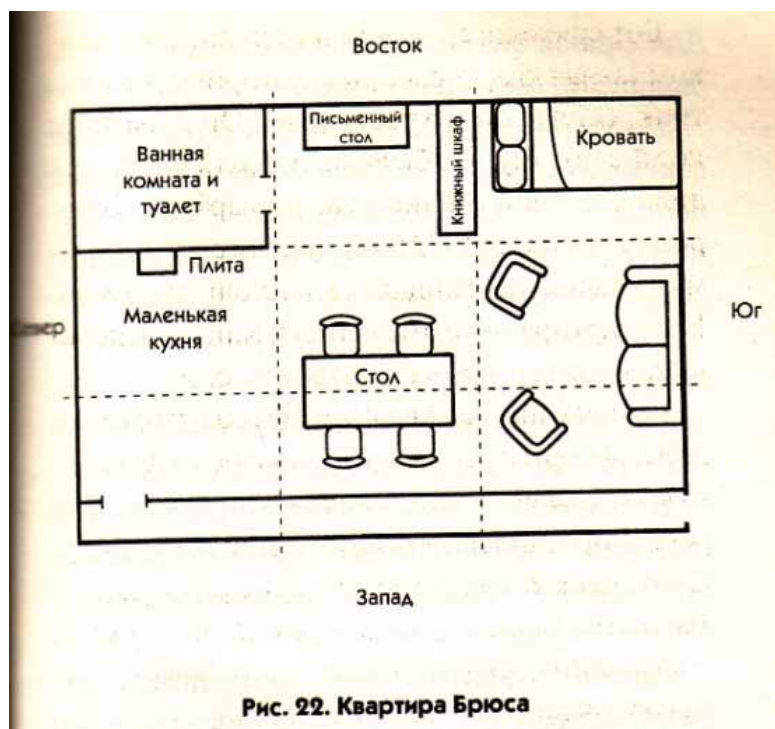 Восток
Письменный
стол
Ванная
комната и
туалет
Книжный шкаф
Кровать
Плита
Маленькая
кухня
Юг
Стол
Запад
Рис. 22. Квартира Брюса